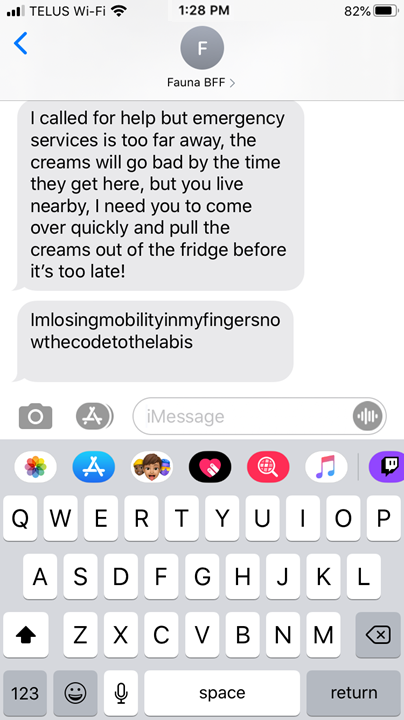 TELUS Wi-Fi 1:28 PM 82%
F
Fauna BFF >
I called for help but emergency
services is too far away, the
creams will go bad by the time
they get here, but you live
nearby, I need you to come
over quickly and pull the
creams out of the fridge before
it's too late!
Imlosingmobilityinmyfingersno
wthecodetothelabis
iMessage
Q W E R T Y U I O P
A S D F G H J K L
Z X C V B N M
123 space return